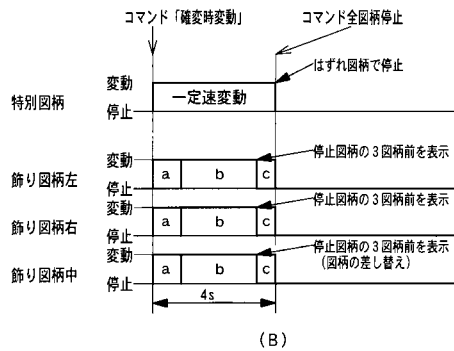 コマンド「確変時変動」
コマンド全図柄停止
はずれ図柄で停止
特別図柄
変動
停止
一定速変動
飾り図柄左
変動
停止
a
b
c
停止図柄の3図柄前を表示
飾り図柄右
変動
停止
a
b
c
停止図柄の3図柄前を表示
飾り図柄中
変動
停止
a
b
c
停止図柄の3図柄前を表示
(図柄の差し替え)
4s
(B)